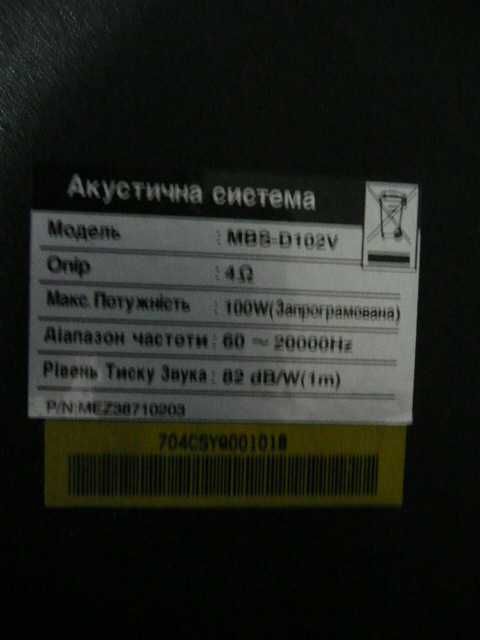 Акустична система
Модель : MBS-D102V
Опір : 4Ω
Макс. Потужність : 100W(Запрограмована)
Діапазон частоти : 60 ~ 20000Hz
Рівень Тиску Звука : 82 dB/W(1m)
P/N:MEZ38710203
704CSYQ001018